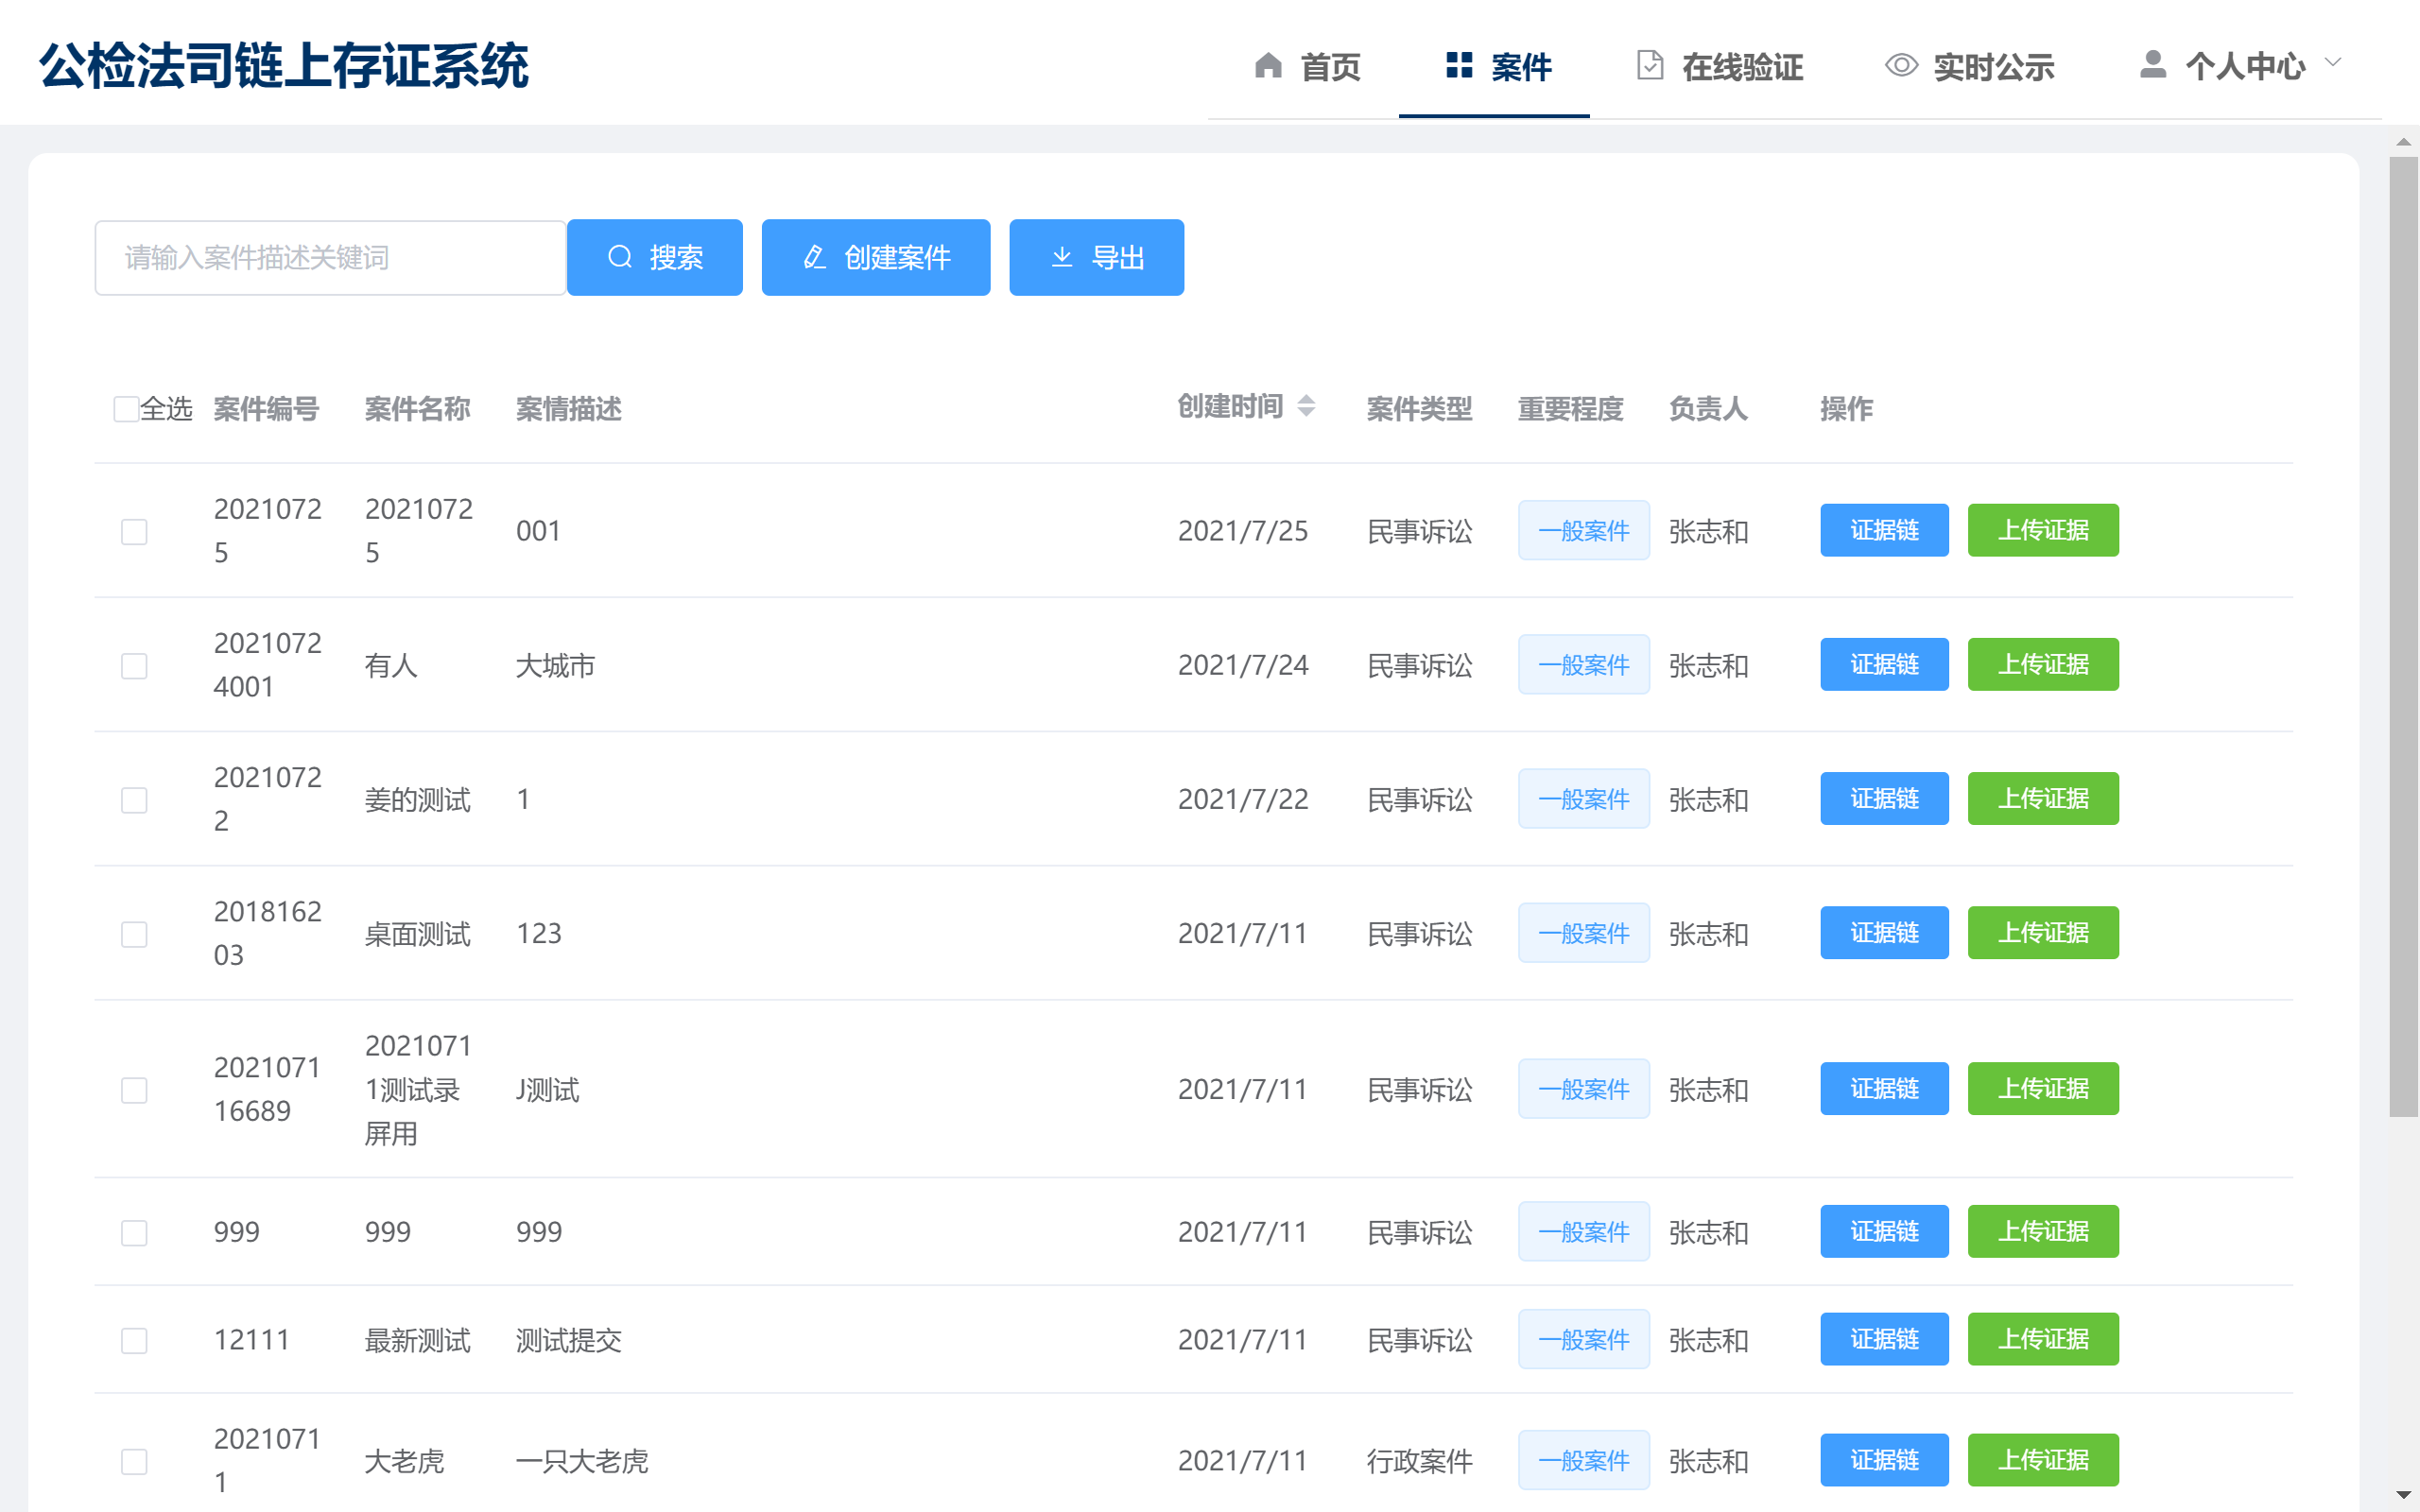 公检法司链上存证系统
首页
案件
在线验证
实时公示
个人中心
请输入案件描述关键词
搜索
创建案件
导出
全选 案件编号 案件名称 案情描述 创建时间 案件类型 重要程度 负责人 操作
2021072
5
2021072
5
001 2021/7/25 民事诉讼 一般案件 张志和 证据链 上传证据
2021072
4001
有人 大城市 2021/7/24 民事诉讼 一般案件 张志和 证据链 上传证据
2021072
2
姜的测试 1 2021/7/22 民事诉讼 一般案件 张志和 证据链 上传证据
2018162
03
桌面测试 123 2021/7/11 民事诉讼 一般案件 张志和 证据链 上传证据
2021071
16689
2021071
1测试录
屏用
J测试 2021/7/11 民事诉讼 一般案件 张志和 证据链 上传证据
999 999 999 2021/7/11 民事诉讼 一般案件 张志和 证据链 上传证据
12111 最新测试 测试提交 2021/7/11 民事诉讼 一般案件 张志和 证据链 上传证据
2021071
1
大老虎 一只大老虎 2021/7/11 行政案件 一般案件 张志和 证据链 上传证据